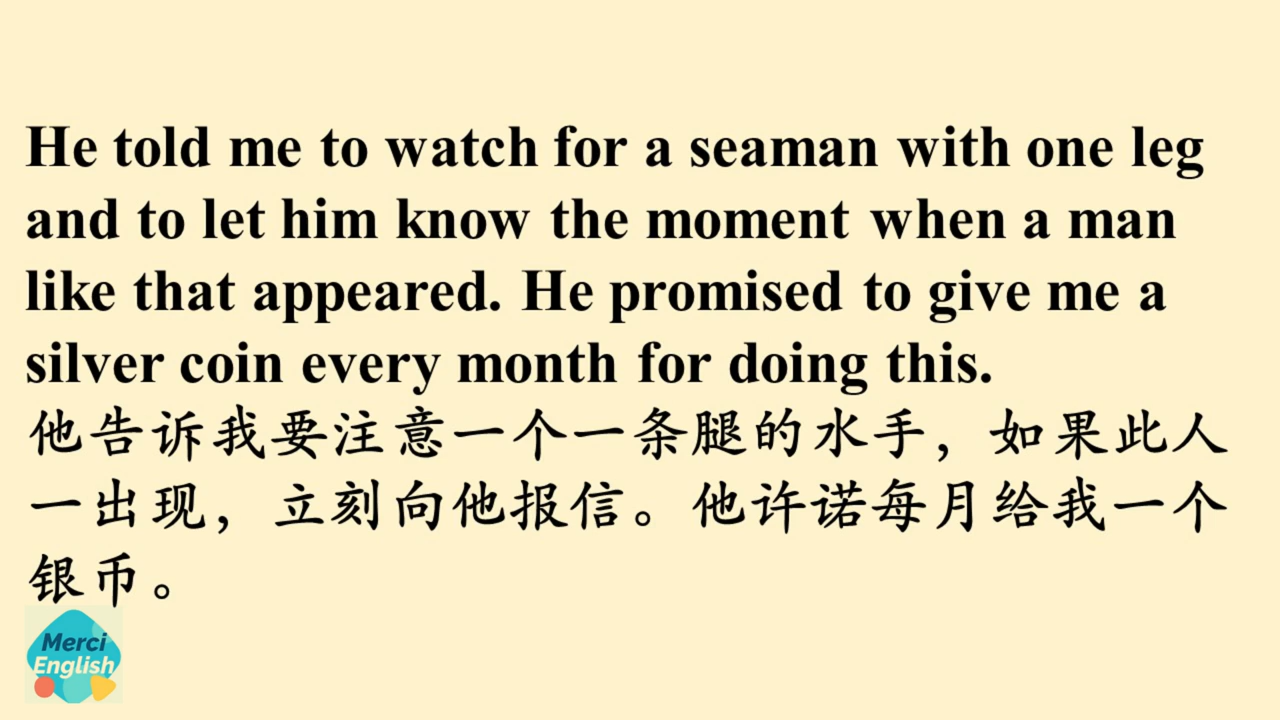 He told me to watch for a seaman with one leg
and to let him know the moment when a man
like that appeared. He promised to give me a
silver coin every month for doing this.
他告诉我要注意一个一条腿的水手，如果此人
一出现，立刻向他报信。他许诺每月给我一个
银币。
Merci
English